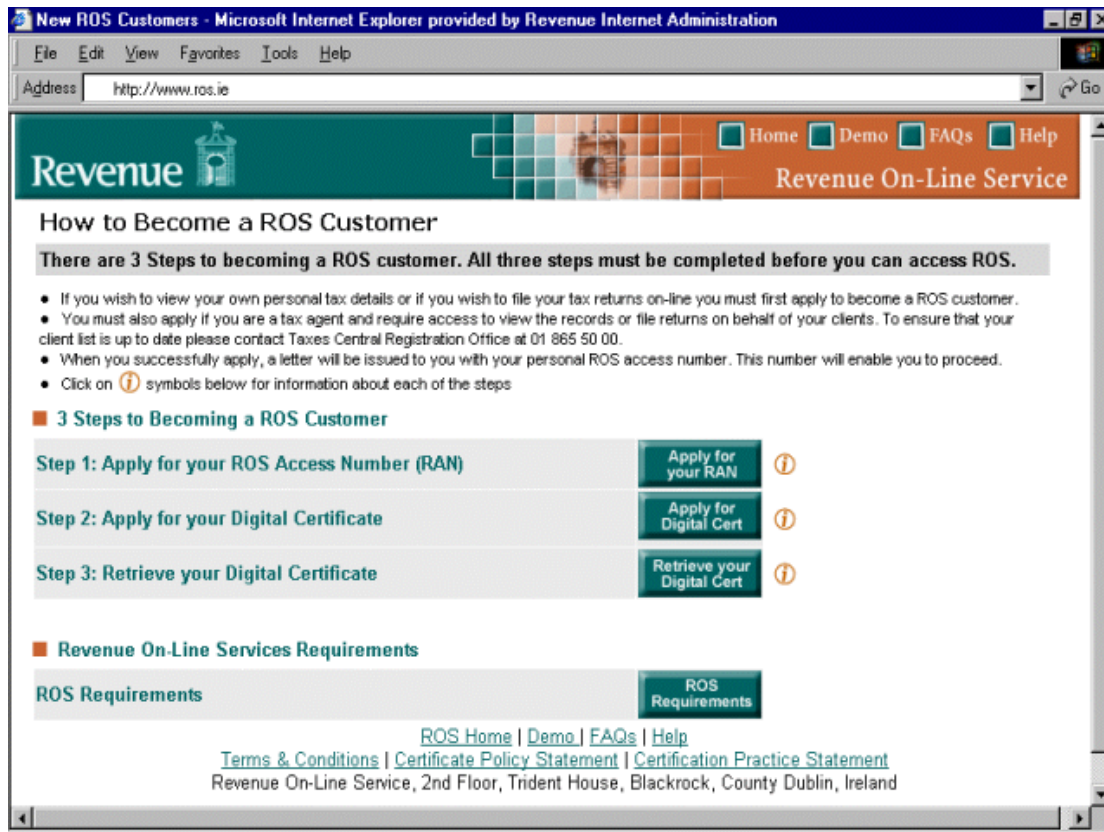 New ROS Customers - Microsoft Internet Explorer provided by Revenue Internet Administration
File Edit View Favorites Tools Help
Address http://www.ros.ie Go
Home Demo FAQs Help
Revenue
Revenue On-Line Service
How to Become a ROS Customer
There are 3 Steps to becoming a ROS customer. All three steps must be completed before you can access ROS.
• If you wish to view your own personal tax details or if you wish to file your tax returns on-line you must first apply to become a ROS customer.
• You must also apply if you are a tax agent and require access to view the records or file returns on behalf of your clients. To ensure that your
client list is up to date please contact Taxes Central Registration Office at 01 865 50 00.
• When you successfully apply, a letter will be issued to you with your personal ROS access number. This number will enable you to proceed.
• Click on i symbols below for information about each of the steps
3 Steps to Becoming a ROS Customer
Step 1: Apply for your ROS Access Number (RAN)
Apply for
your RAN
i
Step 2: Apply for your Digital Certificate
Apply for
Digital Cert
i
Step 3: Retrieve your Digital Certificate
Retrieve your
Digital Cert
i
Revenue On-Line Services Requirements
ROS Requirements
ROS
Requirements
ROS Home | Demo | FAQs | Help
Terms & Conditions | Certificate Policy Statement | Certification Practice Statement
Revenue On-Line Service, 2nd Floor, Trident House, Blackrock, County Dublin, Ireland